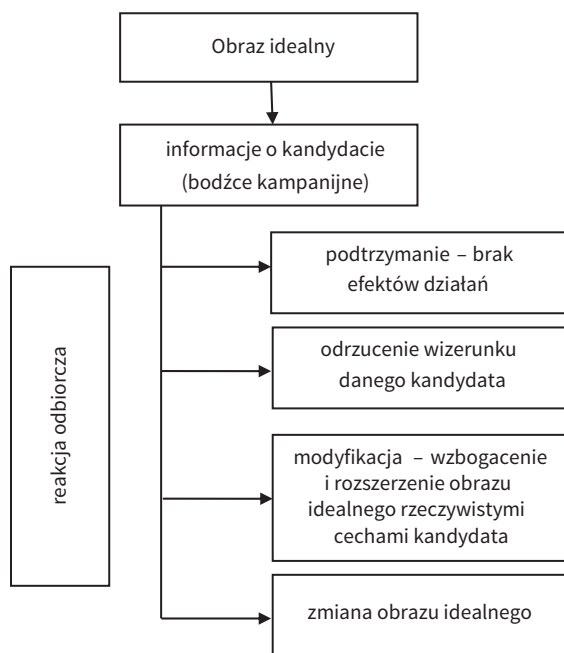 Obraz idealny
informacje o kandydacie
(bodźce kampanijne)
podtrzymanie – brak
efektów działań
odrzucenie wizerunku
danego kandydata
reakcja odbiorcza
modyfikacja – wzbogacenie
i rozszerzenie obrazu
idealnego rzeczywistymi
cechami kandydata
zmiana obrazu idealnego